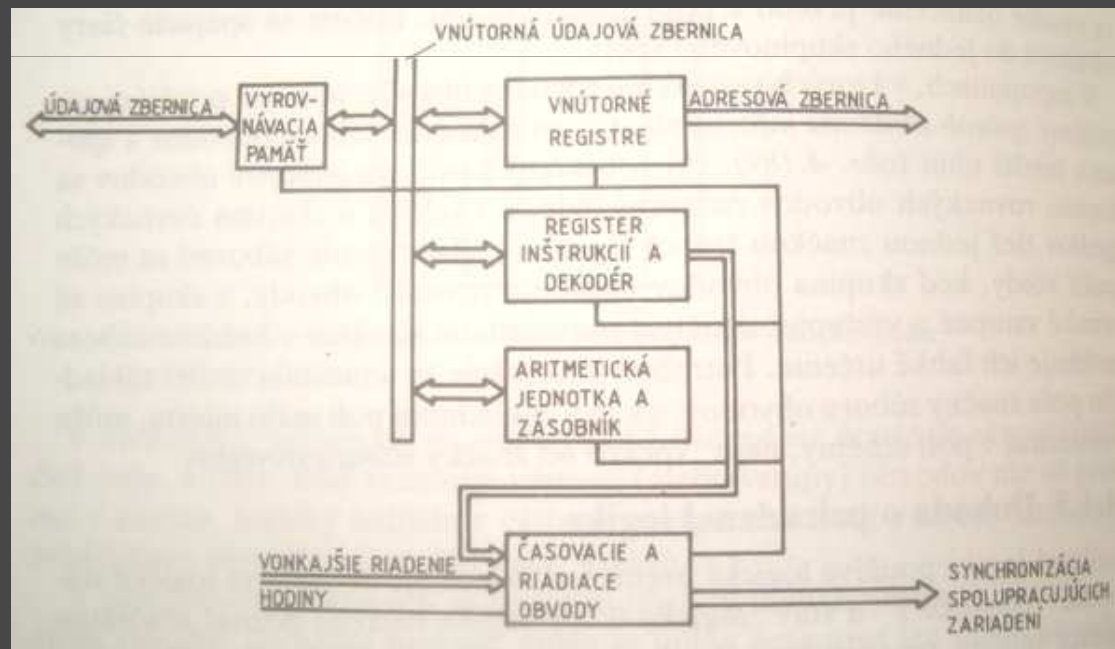 VNÚTORNÁ ÚDAJOVÁ ZBERNICA
ÚDAJOVÁ ZBERNICA
VYROV-
NÁVACIA
PAMÄŤ
VNÚTORNÉ
REGISTRE
ADRESOVÁ ZBERNICA
REGISTER
INŠTRUKCIÍ A
DEKODÉR
ARITMETICKÁ
JEDNOTKA A
ZÁSOBNÍK
VONKAJŠIE RIADENIE
HODINY
ČASOVACIE A
RIADIACE
OBVODY
SYNCHRONIZÁCIA
SPOLUPRACUJÚCICH
ZARIADENÍ